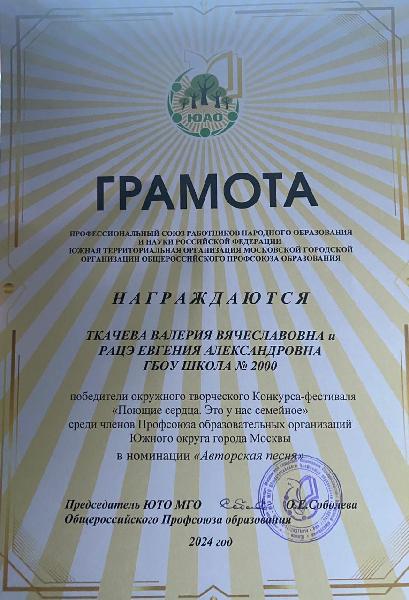 ЮАО
ГРАМОТА
ПРОФЕССИОНАЛЬНЫЙ СОЮЗ РАБОТНИКОВ НАРОДНОГО ОБРАЗОВАНИЯ
И НАУКИ РОССИЙСКОЙ ФЕДЕРАЦИИ
ЮЖНАЯ ТЕРРИТОРИАЛЬНАЯ ОРГАНИЗАЦИЯ МОСКОВСКОЙ ГОРОДСКОЙ
ОРГАНИЗАЦИИ ОБЩЕРОССИЙСКОГО ПРОФСОЮЗА ОБРАЗОВАНИЯ
НАГРАЖДАЮТСЯ
ТКАЧЕВА ВАЛЕРИЯ ВЯЧЕСЛАВОВНА и
РАЦЭ ЕВГЕНИЯ АЛЕКСАНДРОВНА
ГБОУ ШКОЛА № 2000
победители окружного творческого Конкурса-фестиваля
«Поющие сердца. Это у нас семейное»
среди членов Профсоюза образовательных организаций
Южного округа города Москвы
в номинации «Авторская песня»
Председатель ЮТО МГО О.Е.Соболева
Общероссийского Профсоюза образования
2024 год